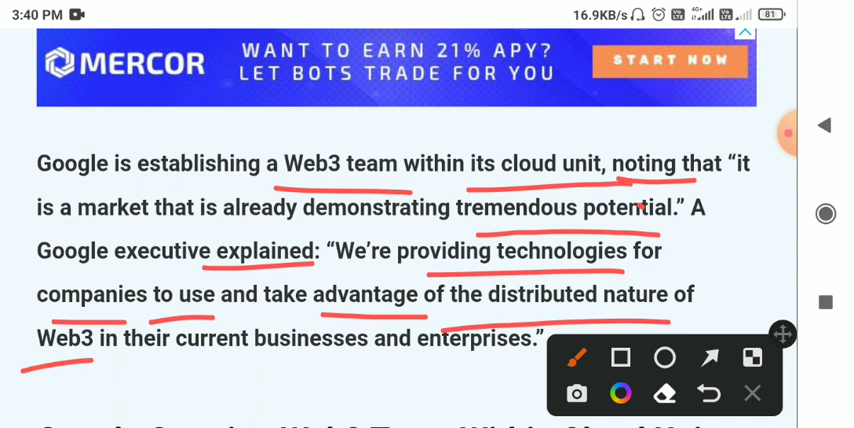 3:40 PM
16.9KB/s
4G+
81
MERCOR
WANT TO EARN 21% APY?
LET BOTS TRADE FOR YOU
START NOW
Google is establishing a Web3 team within its cloud unit, noting that “it
is a market that is already demonstrating tremendous potential.” A
Google executive explained: “We’re providing technologies for
companies to use and take advantage of the distributed nature of
Web3 in their current businesses and enterprises.”